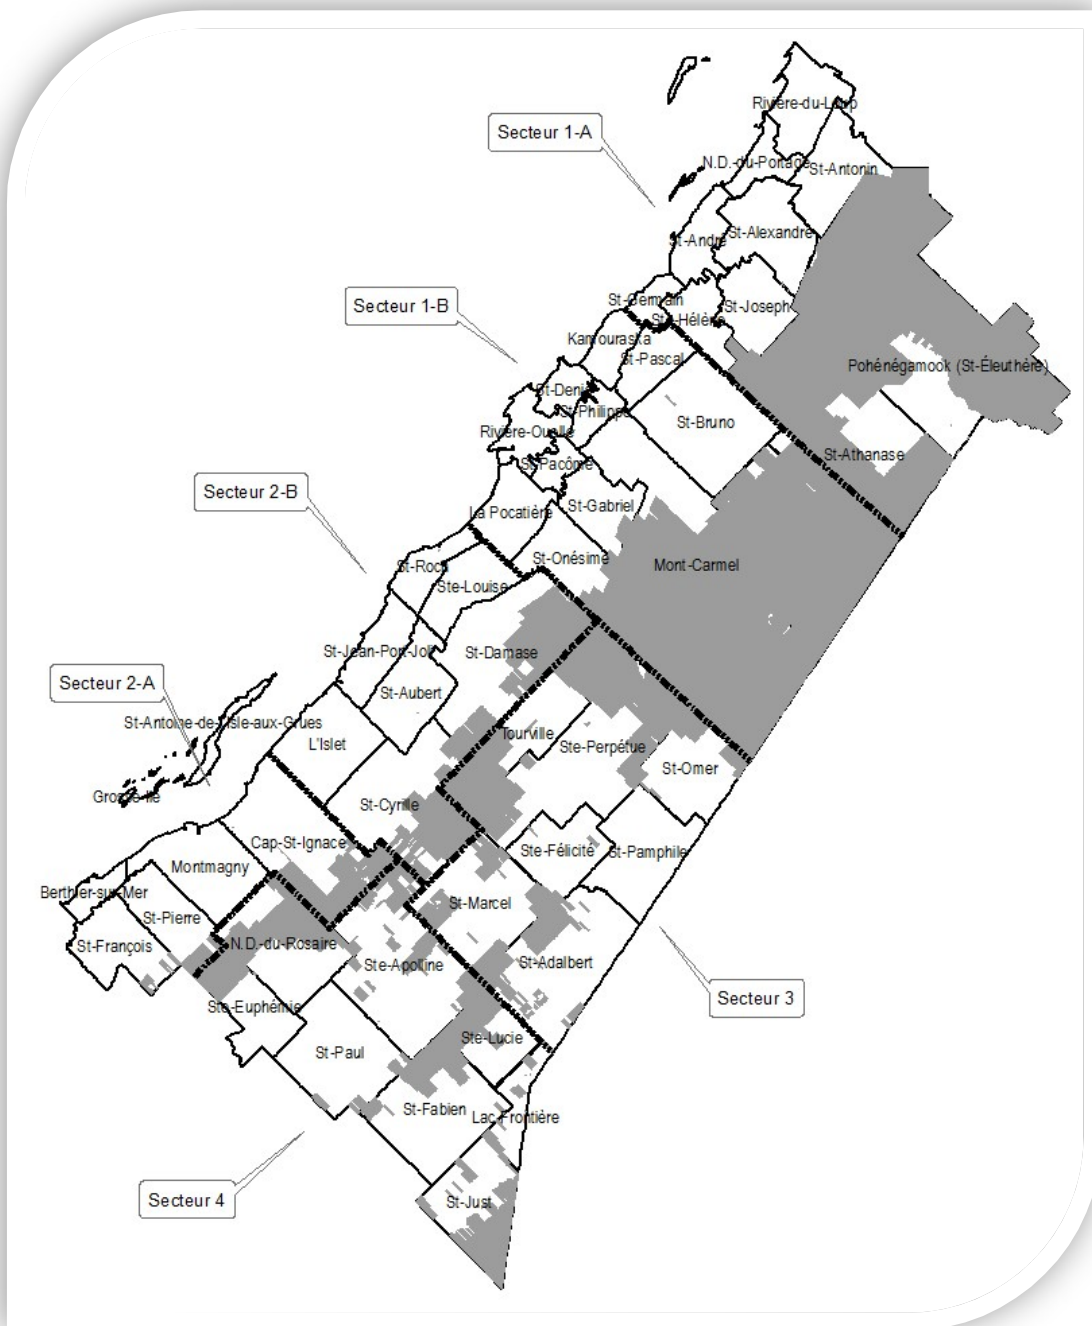 Rivière-du-Loup
Secteur 1-A
N.D.-du-Portage
St-Antonin
St-André
St-Alexandre
Secteur 1-B
St-Germain
St-Joseph
Ste-Hélène
Kamouraska
St-Pascal
Pohénégamook (St-Éleuthère)
St-Denis
St-Philippe
St-Bruno
Rivière-Ouelle
St-Athanase
St-Pacôme
Secteur 2-B
St-Gabriel
La Pocatière
St-Onésime
Mont-Carmel
St-Roch
Ste-Louise
St-Jean-Port-Joli
St-Damase
Secteur 2-A
St-Aubert
St-Antoine-de-l'Isle-aux-Grues
Tourville
L'Islet
Ste-Perpétue
St-Omer
Grosse-Île
St-Cyrille
Cap-St-Ignace
Ste-Félicité
St-Pamphile
Montmagny
Berthier-sur-Mer
St-Marcel
St-Pierre
St-François
N.D.-du-Rosaire
Ste-Apolline
St-Adalbert
Secteur 3
Ste-Euphémie
Ste-Lucie
St-Paul
St-Fabien
Lac-Frontière
Secteur 4
St-Just